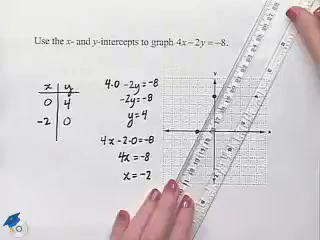 Use the x- and y-intercepts to graph 4x−2y=−8.
x y
0 4
-2 0
4·0 -2y=-8
-2y=-8
y=4
4x-2·0=-8
4x=-8
x=-2
y
x